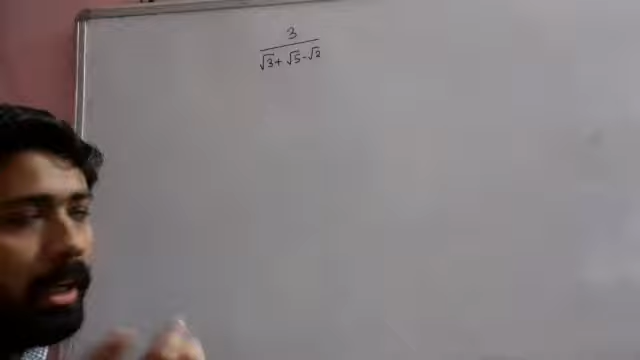 3
√3 + √5 - √2